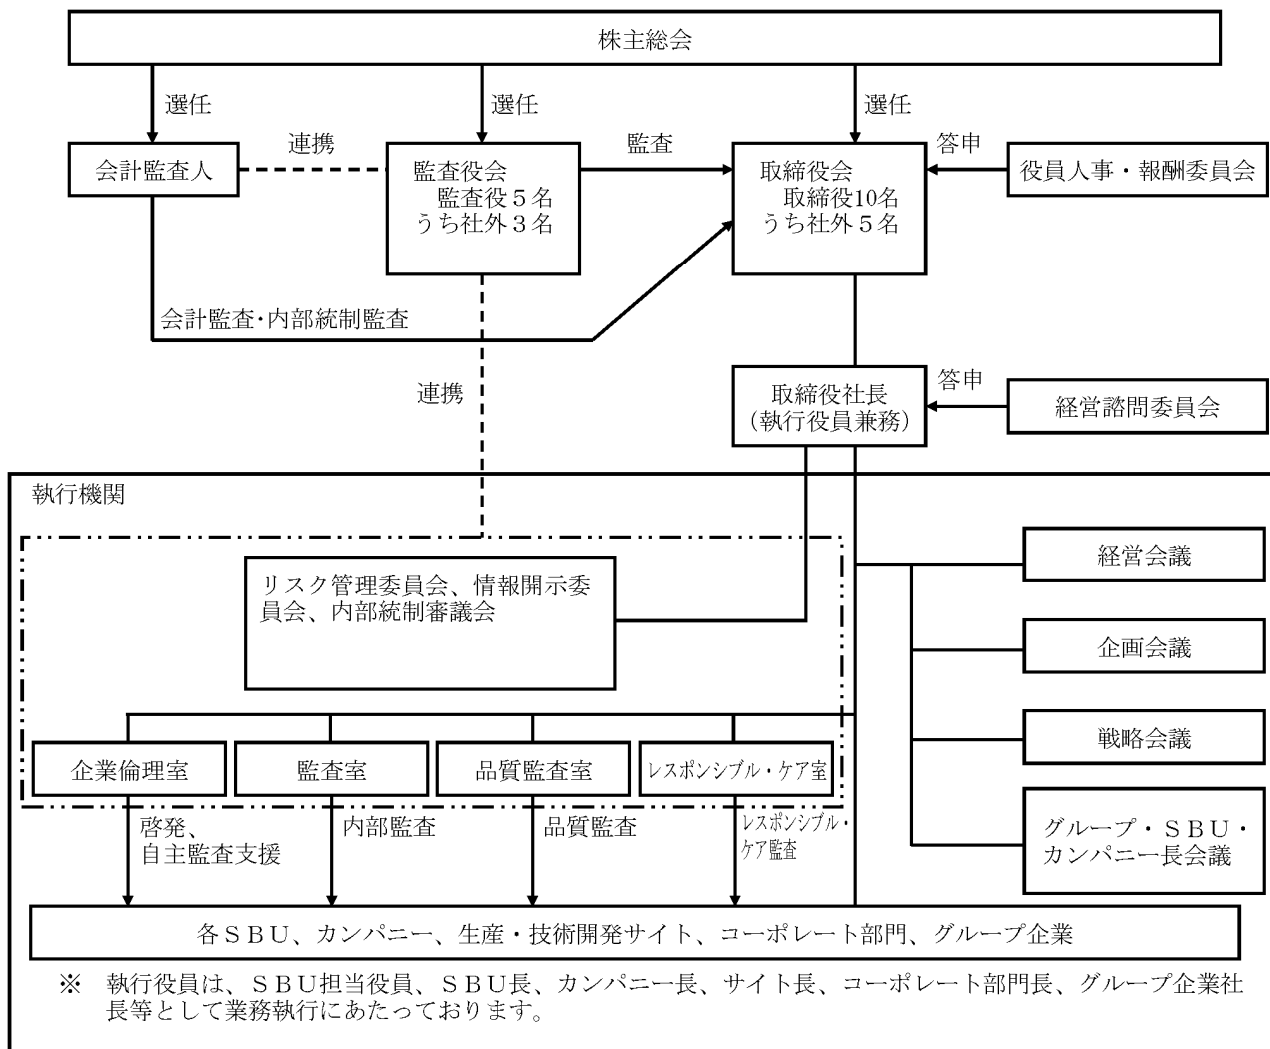 株主総会
選任
選任
選任
会計監査人
連携
監査役会
監査役５名
うち社外３名
監査
取締役会
取締役10名
うち社外５名
答申
役員人事・報酬委員会
会計監査・内部統制監査
連携
取締役社長
（執行役員兼務）
答申
経営諮問委員会
執行機関
リスク管理委員会、情報開示委
員会、内部統制審議会
経営会議
企画会議
戦略会議
グループ・ＳＢＵ・
カンパニー長会議
企業倫理室
監査室
品質監査室
レスポンシブル・ケア室
啓発、
自主監査支援
内部監査
品質監査
レスポンシブル・
ケア監査
各ＳＢＵ、カンパニー、生産・技術開発サイト、コーポレート部門、グループ企業
※ 執行役員は、ＳＢＵ担当役員、ＳＢＵ長、カンパニー長、サイト長、コーポレート部門長、グループ企業社
長等として業務執行にあたっております。